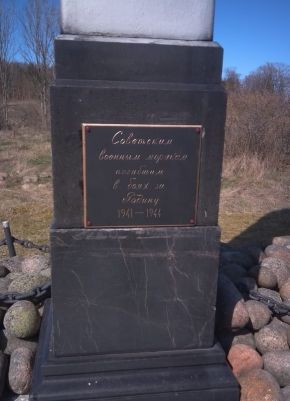 Советским
военным морякам
погибшим
в боях за
Родину
1941—1944